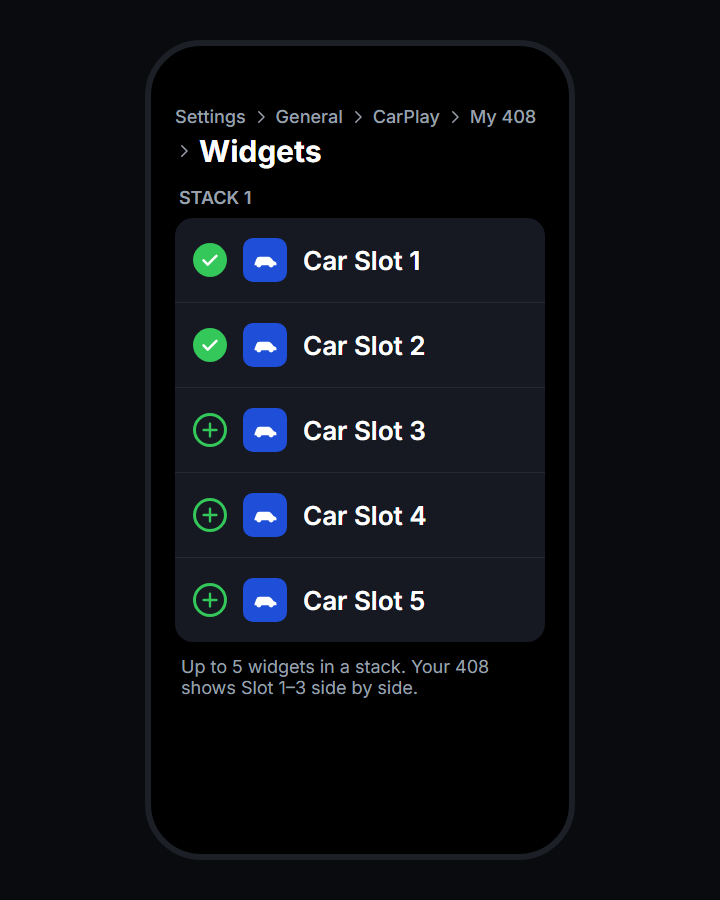 Settings > General > CarPlay > My 408
> Widgets
STACK 1
Car Slot 1
Car Slot 2
Car Slot 3
Car Slot 4
Car Slot 5
Up to 5 widgets in a stack. Your 408
shows Slot 1–3 side by side.